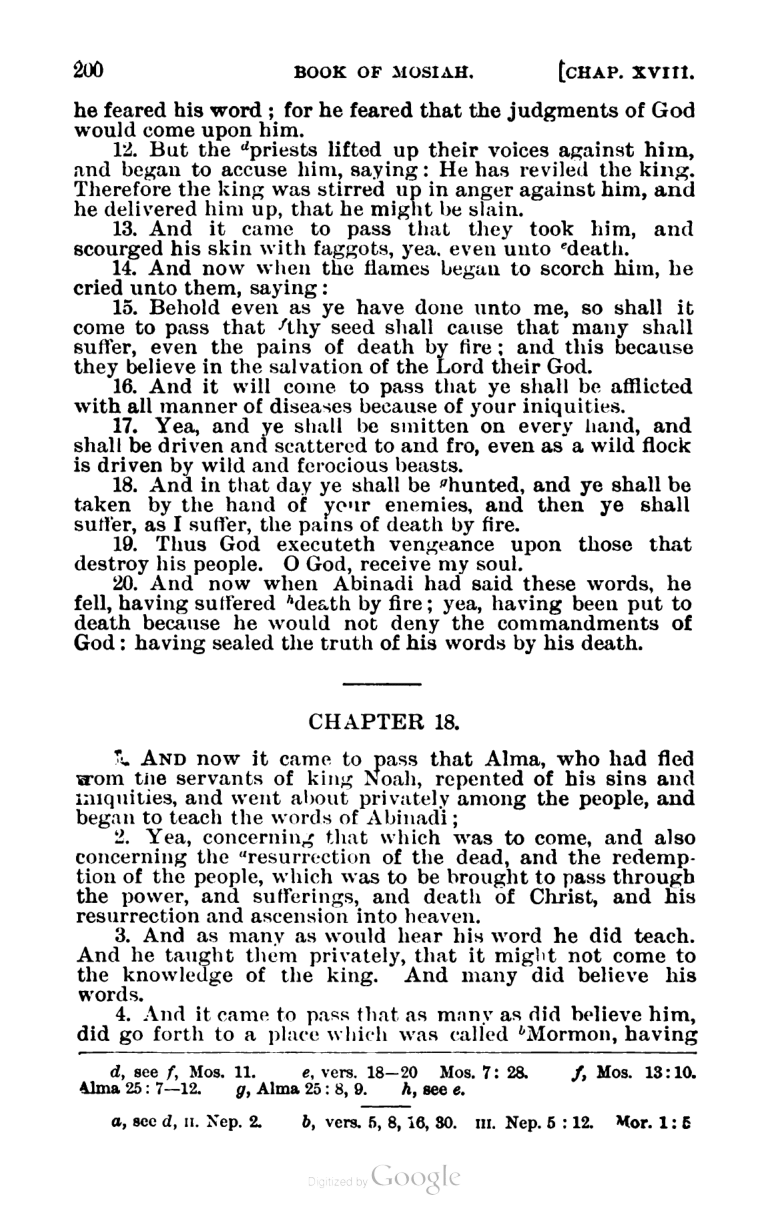 200 BOOK OF MOSIAH. [CHAP. XVIII.
he feared his word ; for he feared that the judgments of God
would come upon him.
12. But the dpriests lifted up their voices against him,
and began to accuse him, saying: He has reviled the king.
Therefore the king was stirred up in anger against him, and
he delivered him up, that he might be slain.
13. And it came to pass that they took him, and
scourged his skin with faggots, yea. even unto edeath.
14. And now when the flames began to scorch him, he
cried unto them, saying :
15. Behold even as ye have done unto me, so shall it
come to pass that fthy seed shall cause that many shall
suffer, even the pains of death by fire ; and this because
they believe in the salvation of the Lord their God.
16. And it will come to pass that ye shall be afflicted
with all manner of diseases because of your iniquities.
17. Yea, and ye shall be smitten on every hand, and
shall be driven and scattered to and fro, even as a wild flock
is driven by wild and ferocious beasts.
18. And in that day ye shall be ghunted, and ye shall be
taken by the hand of your enemies, and then ye shall
suffer, as I suffer, the pains of death by fire.
19. Thus God executeth vengeance upon those that
destroy his people. O God, receive my soul.
20. And now when Abinadi had said these words, he
fell, having suffered hdeath by fire ; yea, having been put to
death because he would not deny the commandments of
God : having sealed the truth of his words by his death.
CHAPTER 18.
1. AND now it came to pass that Alma, who had fled
from the servants of king Noah, repented of his sins and
iniquities, and went about privately among the people, and
began to teach the words of Abinadi ;
2. Yea, concerning that which was to come, and also
concerning the aresurrection of the dead, and the redemp-
tion of the people, which was to be brought to pass through
the power, and sufferings, and death of Christ, and his
resurrection and ascension into heaven.
3. And as many as would hear his word he did teach.
And he taught them privately, that it might not come to
the knowledge of the king. And many did believe his
words.
4. And it came to pass that as many as did believe him,
did go forth to a place which was called bMormon, having
d, see f, Mos. 11. e, vers. 18—20 Mos. 7 : 28. f, Mos. 13 : 10.
Alma 25 : 7—12. g, Alma 25 : 8, 9. h, see e.
a, see d, II. Nep. 2. b, vers. 5, 8, 16, 30. III. Nep. 5 : 12. Mor. 1 : 5
Digitized by Google